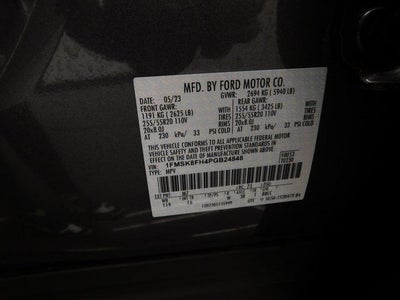 MFD. BY FORD MOTOR CO.
DATE: 05/23 GVWR: 2694 KG ( 5940 LB)
FRONT GAWR: REAR GAWR:
1191 KG ( 2625 LB) 1554 KG ( 3425 LB)
255/55R20 110V 255/55R20 110V
20x8.0J 20x8.0J
AT 230 kPa/ 33 PSI COLD AT 230 kPa/ 33 PSI COLD
THIS VEHICLE CONFORMS TO ALL APPLICABLE FEDERAL MOTOR
VEHICLE SAFETY AND THEFT PREVENTION STANDARDS IN
EFFECT ON THE DATE OF MANUFACTURE SHOWN ABOVE.
VIN: 1FMSK8FH4PGB24848
TYPE: MPV